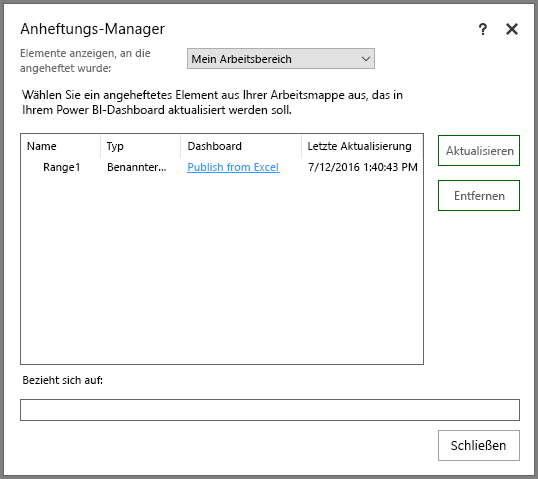 Anheftungs-Manager ?
Elemente anzeigen, an die
angeheftet wurde:
Mein Arbeitsbereich
Wählen Sie ein angeheftetes Element aus Ihrer Arbeitsmappe aus, das in
Ihrem Power BI-Dashboard aktualisiert werden soll.
Name Typ Dashboard Letzte Aktualisierung
Range1 Benannter... Publish from Excel 7/12/2016 1:40:43 PM
Aktualisieren
Entfernen
Bezieht sich auf:
Schließen